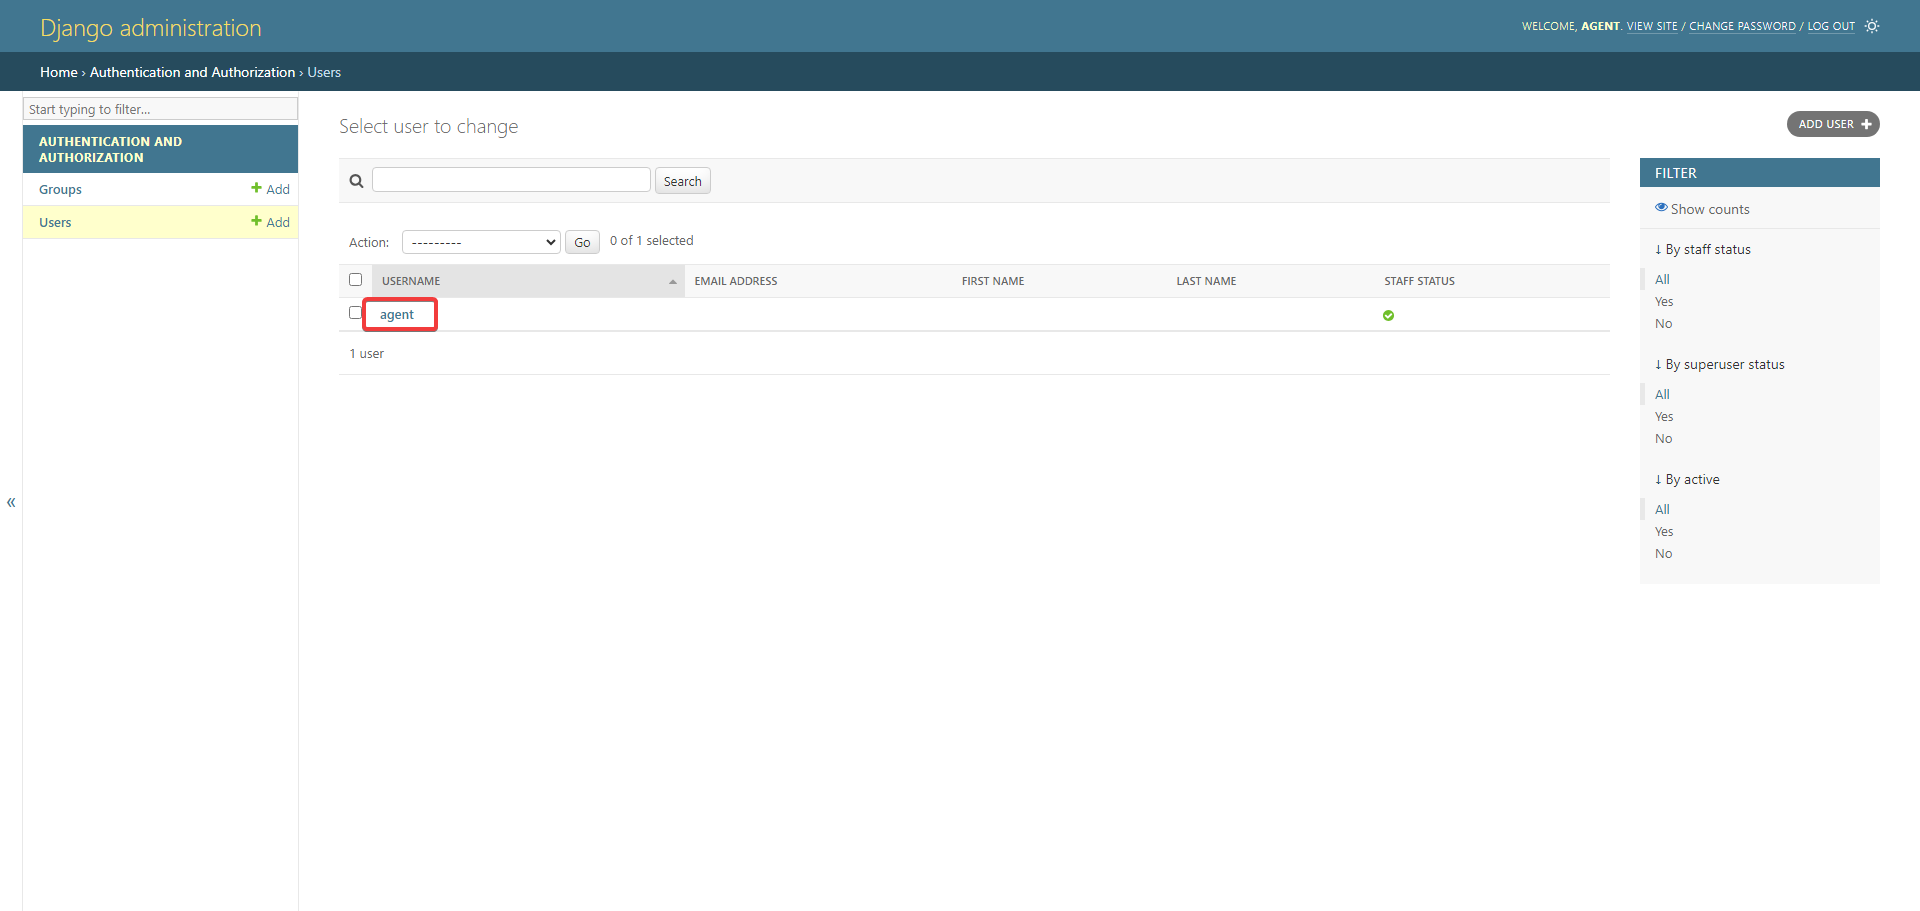 Django administration
WELCOME, AGENT. VIEW SITE / CHANGE PASSWORD / LOG OUT
Home › Authentication and Authorization › Users
Start typing to filter...
AUTHENTICATION AND
AUTHORIZATION
Groups
Add
Users
Add
«
Select user to change
ADD USER
Search
Action:
---------
Go
0 of 1 selected
USERNAME
EMAIL ADDRESS
FIRST NAME
LAST NAME
STAFF STATUS
agent
1 user
FILTER
Show counts
↓ By staff status
All
Yes
No
↓ By superuser status
All
Yes
No
↓ By active
All
Yes
No